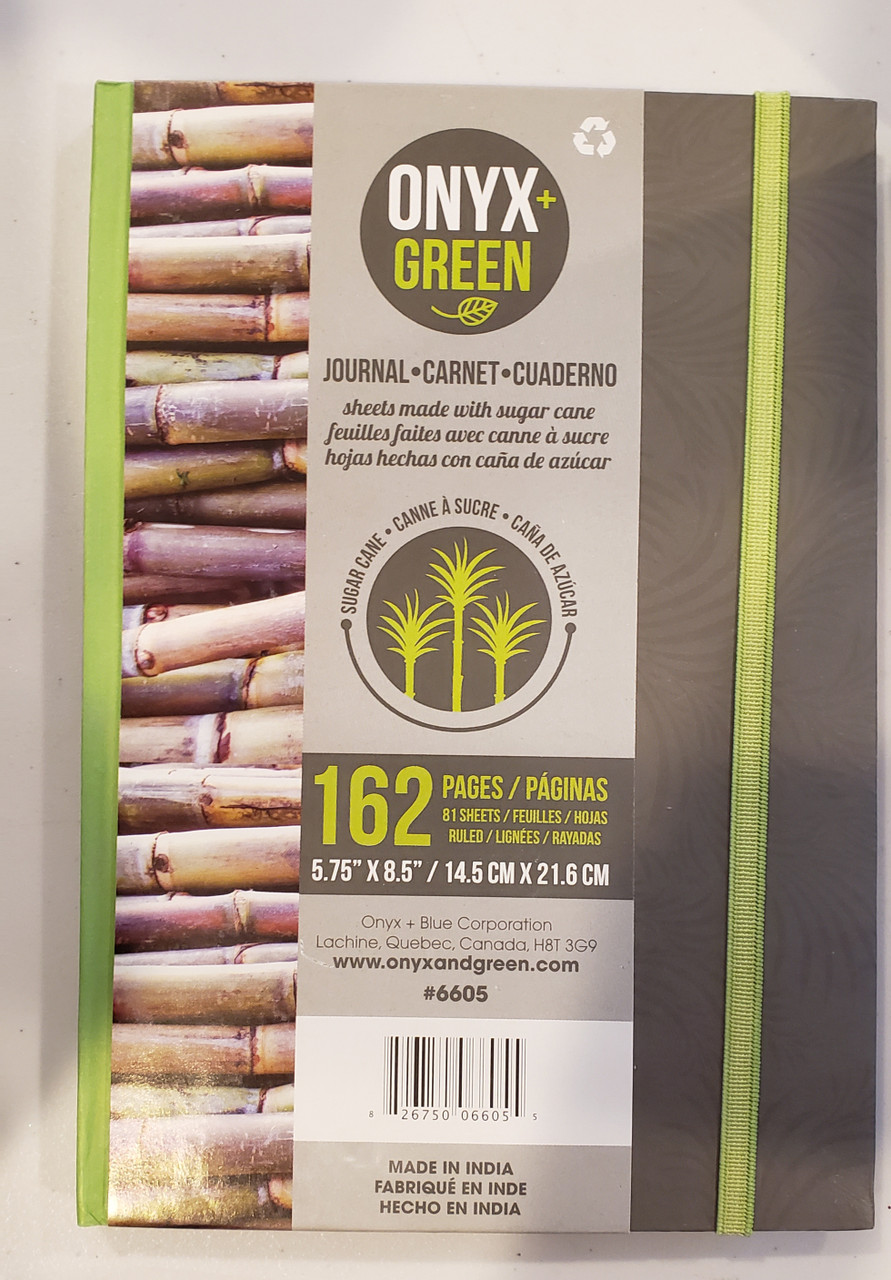 ONYX+
GREEN
JOURNAL•CARNET•CUADERNO
sheets made with sugar cane
feuilles faites avec canne à sucre
hojas hechas con caña de azúcar
SUGAR CANE • CANNE À SUCRE • CAÑA DE AZÚCAR
162 PAGES / PÁGINAS
81 SHEETS / FEUILLES / HOJAS
RULED / LIGNÉES / RAYADAS
5.75” X 8.5” / 14.5 CM X 21.6 CM
Onyx + Blue Corporation
Lachine, Quebec, Canada, H8T 3G9
www.onyxandgreen.com
#6605
8 26750 06605 5
MADE IN INDIA
FABRIQUÉ EN INDE
HECHO EN INDIA